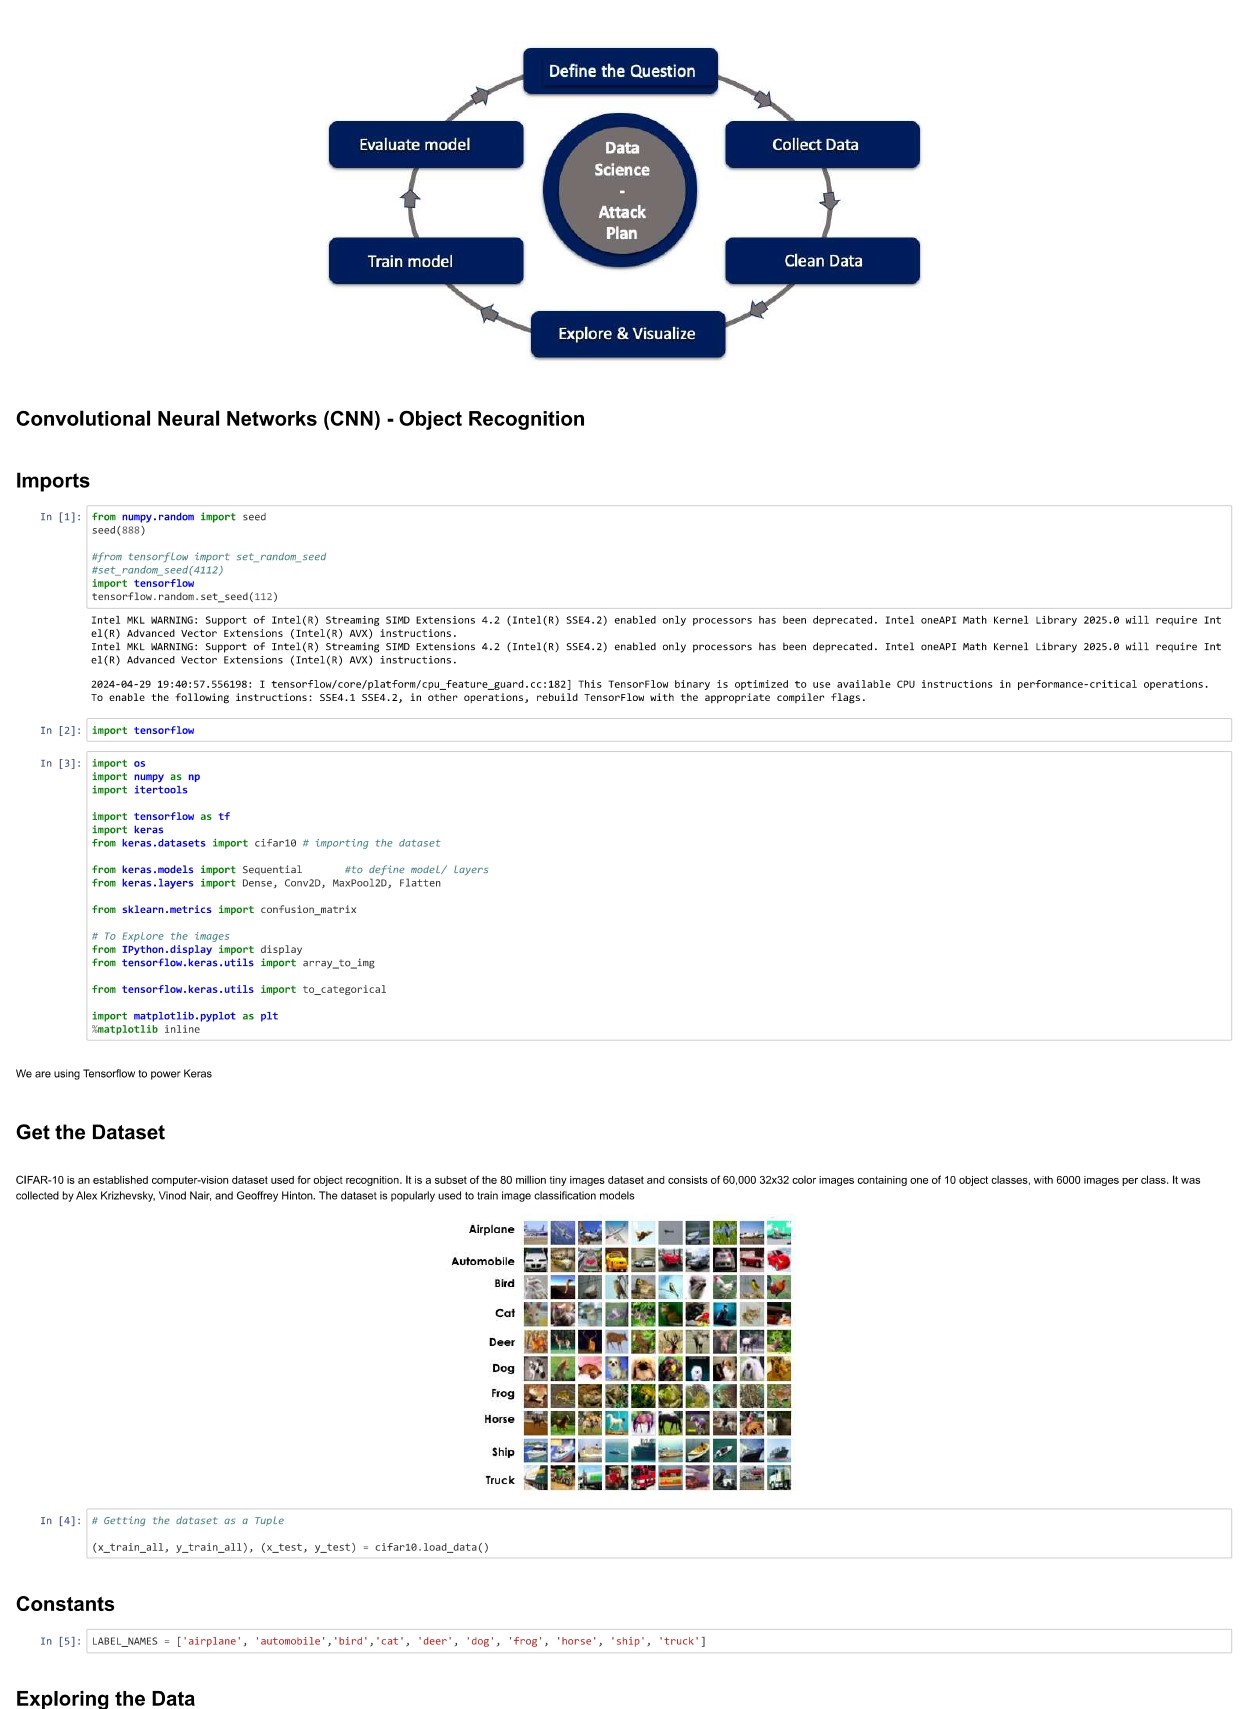 Define the Question
Evaluate model
Collect Data
Data
Science
-
Attack
Plan
Train model
Clean Data
Explore & Visualize
Convolutional Neural Networks (CNN) - Object Recognition
Imports
In [1]: from numpy.random import seed
seed(888)
#from tensorflow import set_random_seed
#set_random_seed(4112)
import tensorflow
tensorflow.random.set_seed(112)
Intel MKL WARNING: Support of Intel(R) Streaming SIMD Extensions 4.2 (Intel(R) SSE4.2) enabled only processors has been deprecated. Intel oneAPI Math Kernel Library 2025.0 will require Int
el(R) Advanced Vector Extensions (Intel(R) AVX) instructions.
Intel MKL WARNING: Support of Intel(R) Streaming SIMD Extensions 4.2 (Intel(R) SSE4.2) enabled only processors has been deprecated. Intel oneAPI Math Kernel Library 2025.0 will require Int
el(R) Advanced Vector Extensions (Intel(R) AVX) instructions.
2024-04-29 19:40:57.556198: I tensorflow/core/platform/cpu_feature_guard.cc:182] This TensorFlow binary is optimized to use available CPU instructions in performance-critical operations.
To enable the following instructions: SSE4.1 SSE4.2, in other operations, rebuild TensorFlow with the appropriate compiler flags.
In [2]: import tensorflow
In [3]: import os
import numpy as np
import itertools
import tensorflow as tf
import keras
from keras.datasets import cifar10 # importing the dataset
from keras.models import Sequential #to define model/ layers
from keras.layers import Dense, Conv2D, MaxPool2D, Flatten
from sklearn.metrics import confusion_matrix
# To Explore the images
from IPython.display import display
from tensorflow.keras.utils import array_to_img
from tensorflow.keras.utils import to_categorical
import matplotlib.pyplot as plt
%matplotlib inline
We are using Tensorflow to power Keras
Get the Dataset
CIFAR-10 is an established computer-vision dataset used for object recognition. It is a subset of the 80 million tiny images dataset and consists of 60,000 32x32 color images containing one of 10 object classes, with 6000 images per class. It was
collected by Alex Krizhevsky, Vinod Nair, and Geoffrey Hinton. The dataset is popularly used to train image classification models
Airplane
Automobile
Bird
Cat
Deer
Dog
Frog
Horse
Ship
Truck
In [4]: # Getting the dataset as a Tuple
(x_train_all, y_train_all), (x_test, y_test) = cifar10.load_data()
Constants
In [5]: LABEL_NAMES = ['airplane', 'automobile','bird','cat', 'deer', 'dog', 'frog', 'horse', 'ship', 'truck']
Exploring the Data